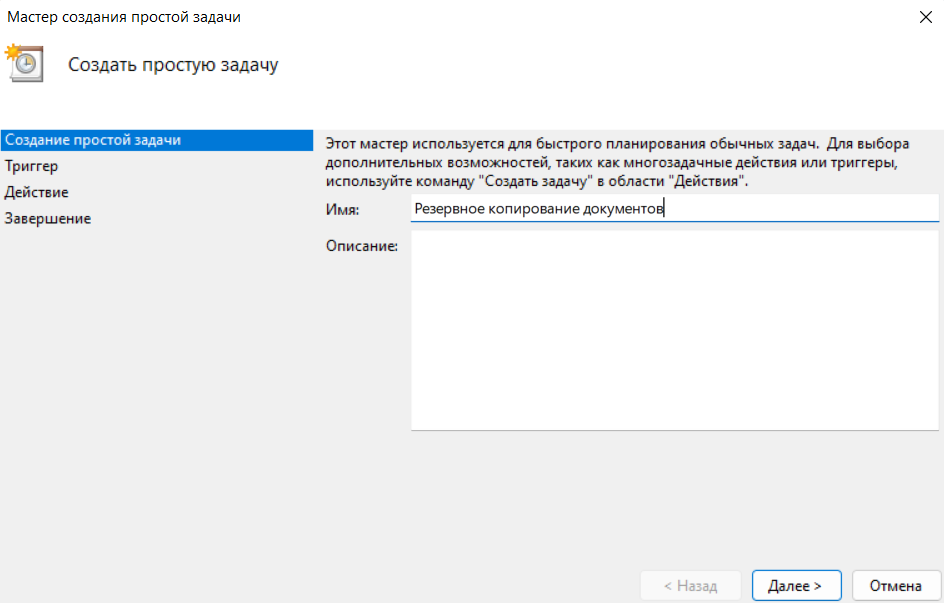 Мастер создания простой задачи
Создать простую задачу
Создание простой задачи
Триггер
Действие
Завершение
Этот мастер используется для быстрого планирования обычных задач.  Для выбора
дополнительных возможностей, таких как многозадачные действия или триггеры,
используйте команду "Создать задачу" в области "Действия".
Имя: Резервное копирование документов
Описание:
< Назад Далее > Отмена